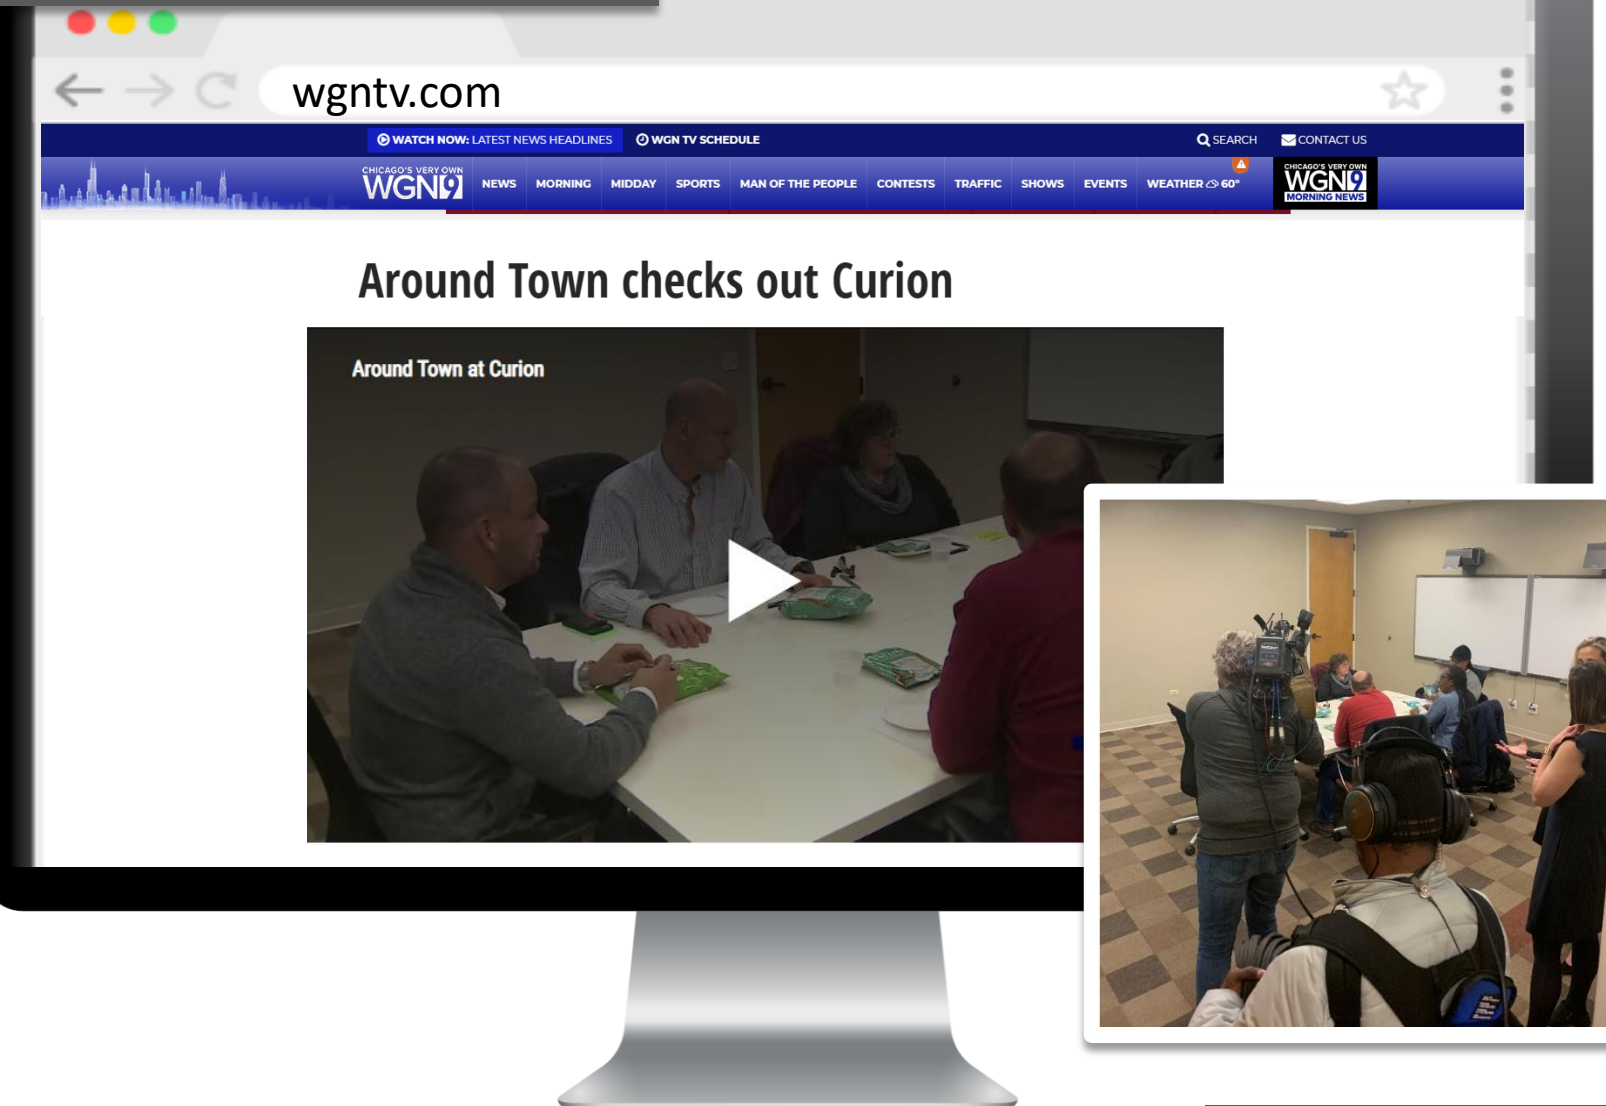 wgntv.com
WATCH NOW: LATEST NEWS HEADLINES WGN TV SCHEDULE SEARCH CONTACT US
CHICAGO'S VERY OWN
WGN9 NEWS MORNING MIDDAY SPORTS MAN OF THE PEOPLE CONTESTS TRAFFIC SHOWS EVENTS WEATHER 60°
CHICAGO'S VERY OWN
WGN9
MORNING NEWS
Around Town checks out Curion
Around Town at Curion